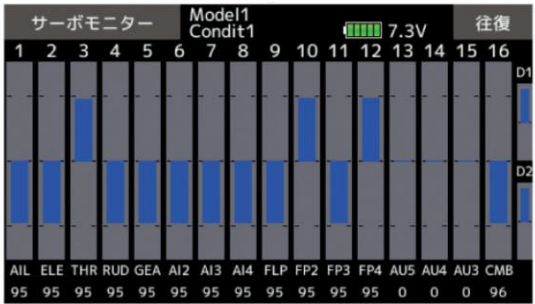 サーボモニター Model1 7.3V 往復
Condit1
1 2 3 4 5 6 7 8 9 10 11 12 13 14 15 16
D1
D2
AIL ELE THR RUD GEA AI2 AI3 AI4 FLP FP2 FP3 FP4 AU5 AU4 AU3 CMB
95 95 95 95 95 95 95 95 95 95 95 95 0 0 0 96